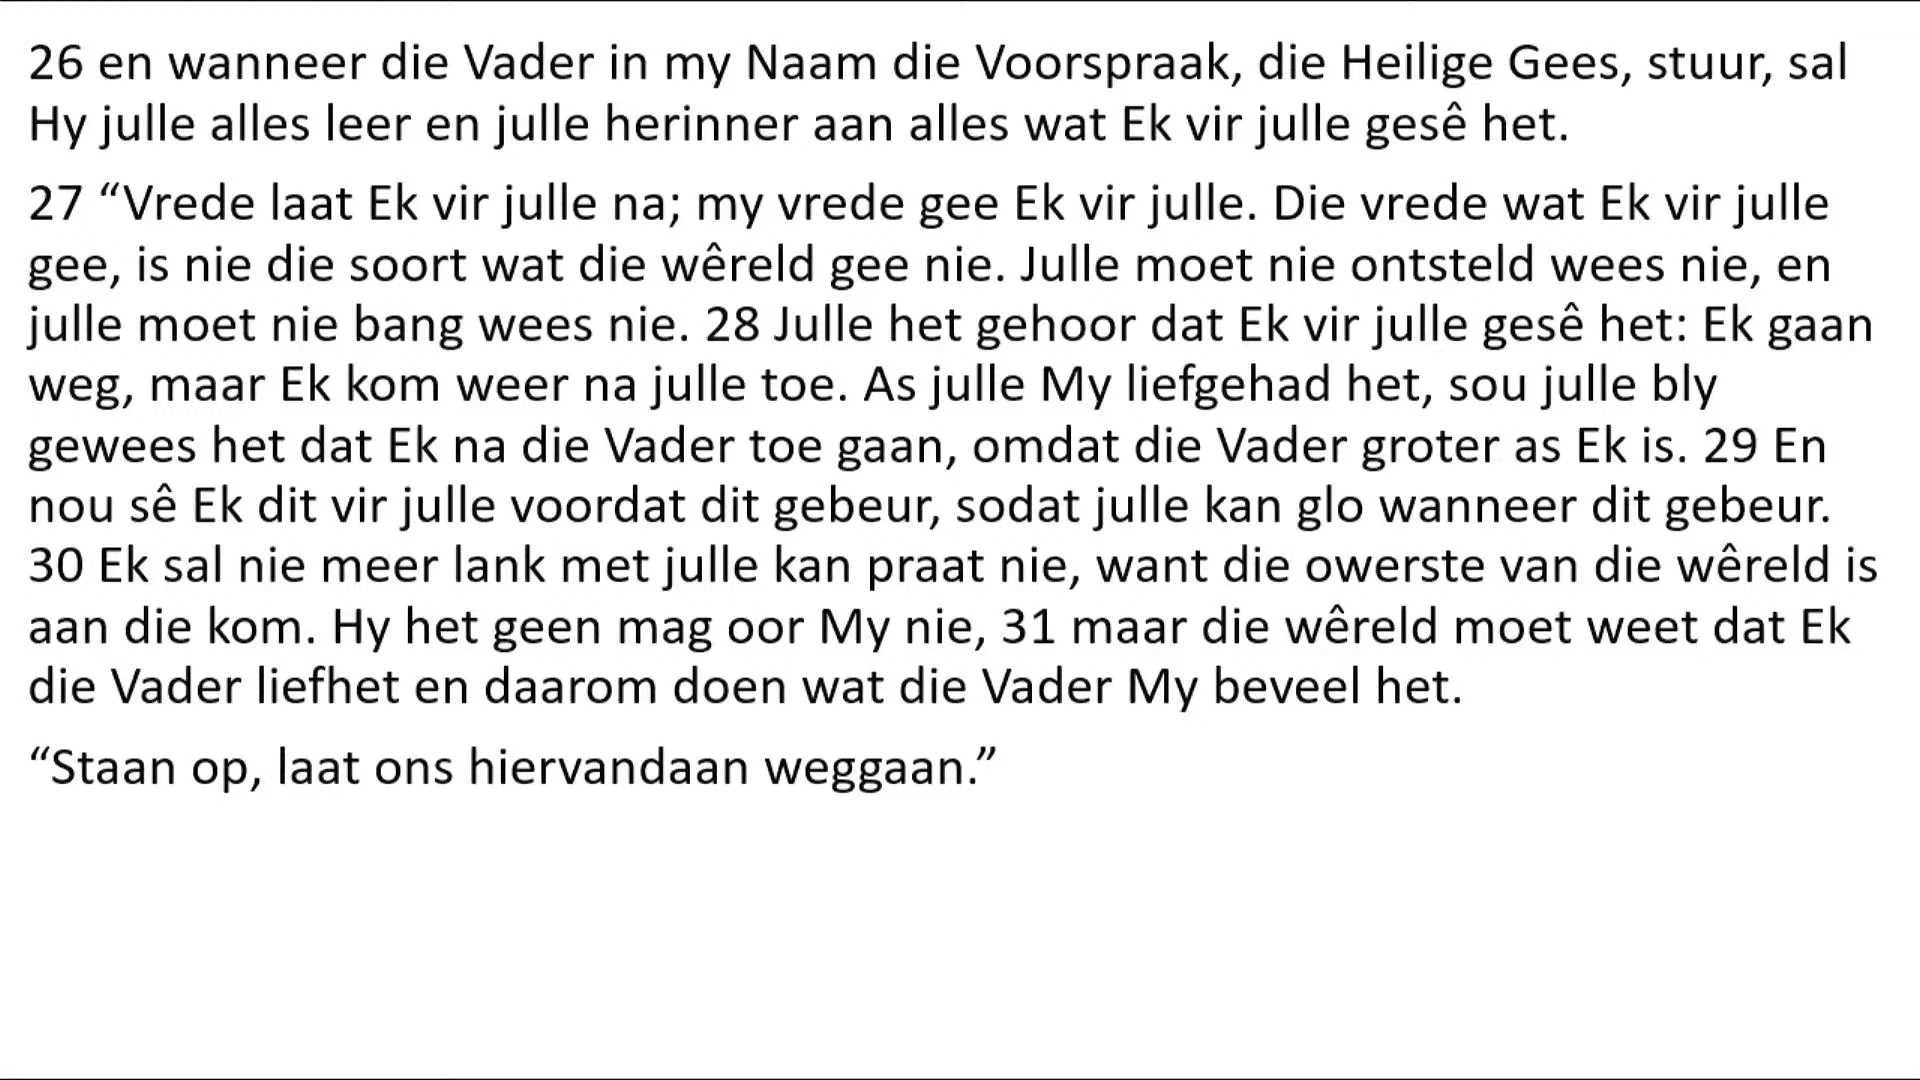 26 en wanneer die Vader in my Naam die Voorspraak, die Heilige Gees, stuur, sal
Hy julle alles leer en julle herinner aan alles wat Ek vir julle gesê het.
27 “Vrede laat Ek vir julle na; my vrede gee Ek vir julle. Die vrede wat Ek vir julle
gee, is nie die soort wat die wêreld gee nie. Julle moet nie ontsteld wees nie, en
julle moet nie bang wees nie. 28 Julle het gehoor dat Ek vir julle gesê het: Ek gaan
weg, maar Ek kom weer na julle toe. As julle My liefgehad het, sou julle bly
gewees het dat Ek na die Vader toe gaan, omdat die Vader groter as Ek is. 29 En
nou sê Ek dit vir julle voordat dit gebeur, sodat julle kan glo wanneer dit gebeur.
30 Ek sal nie meer lank met julle kan praat nie, want die owerste van die wêreld is
aan die kom. Hy het geen mag oor My nie, 31 maar die wêreld moet weet dat Ek
die Vader liefhet en daarom doen wat die Vader My beveel het.
“Staan op, laat ons hiervandaan weggaan.”